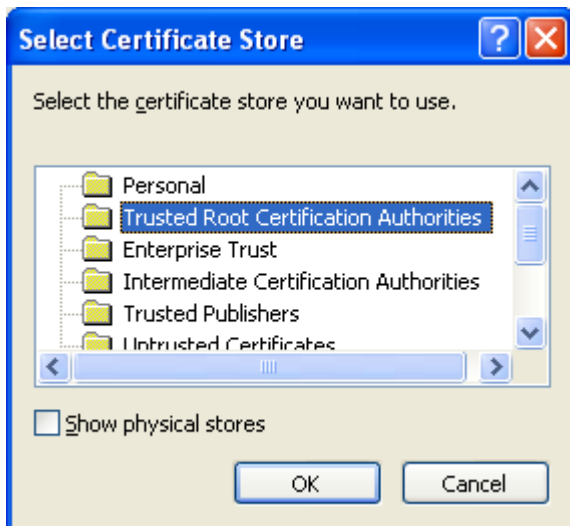 Select Certificate Store
Select the certificate store you want to use.
Personal
Trusted Root Certification Authorities
Enterprise Trust
Intermediate Certification Authorities
Trusted Publishers
Untrusted Certificates
Show physical stores
OK
Cancel